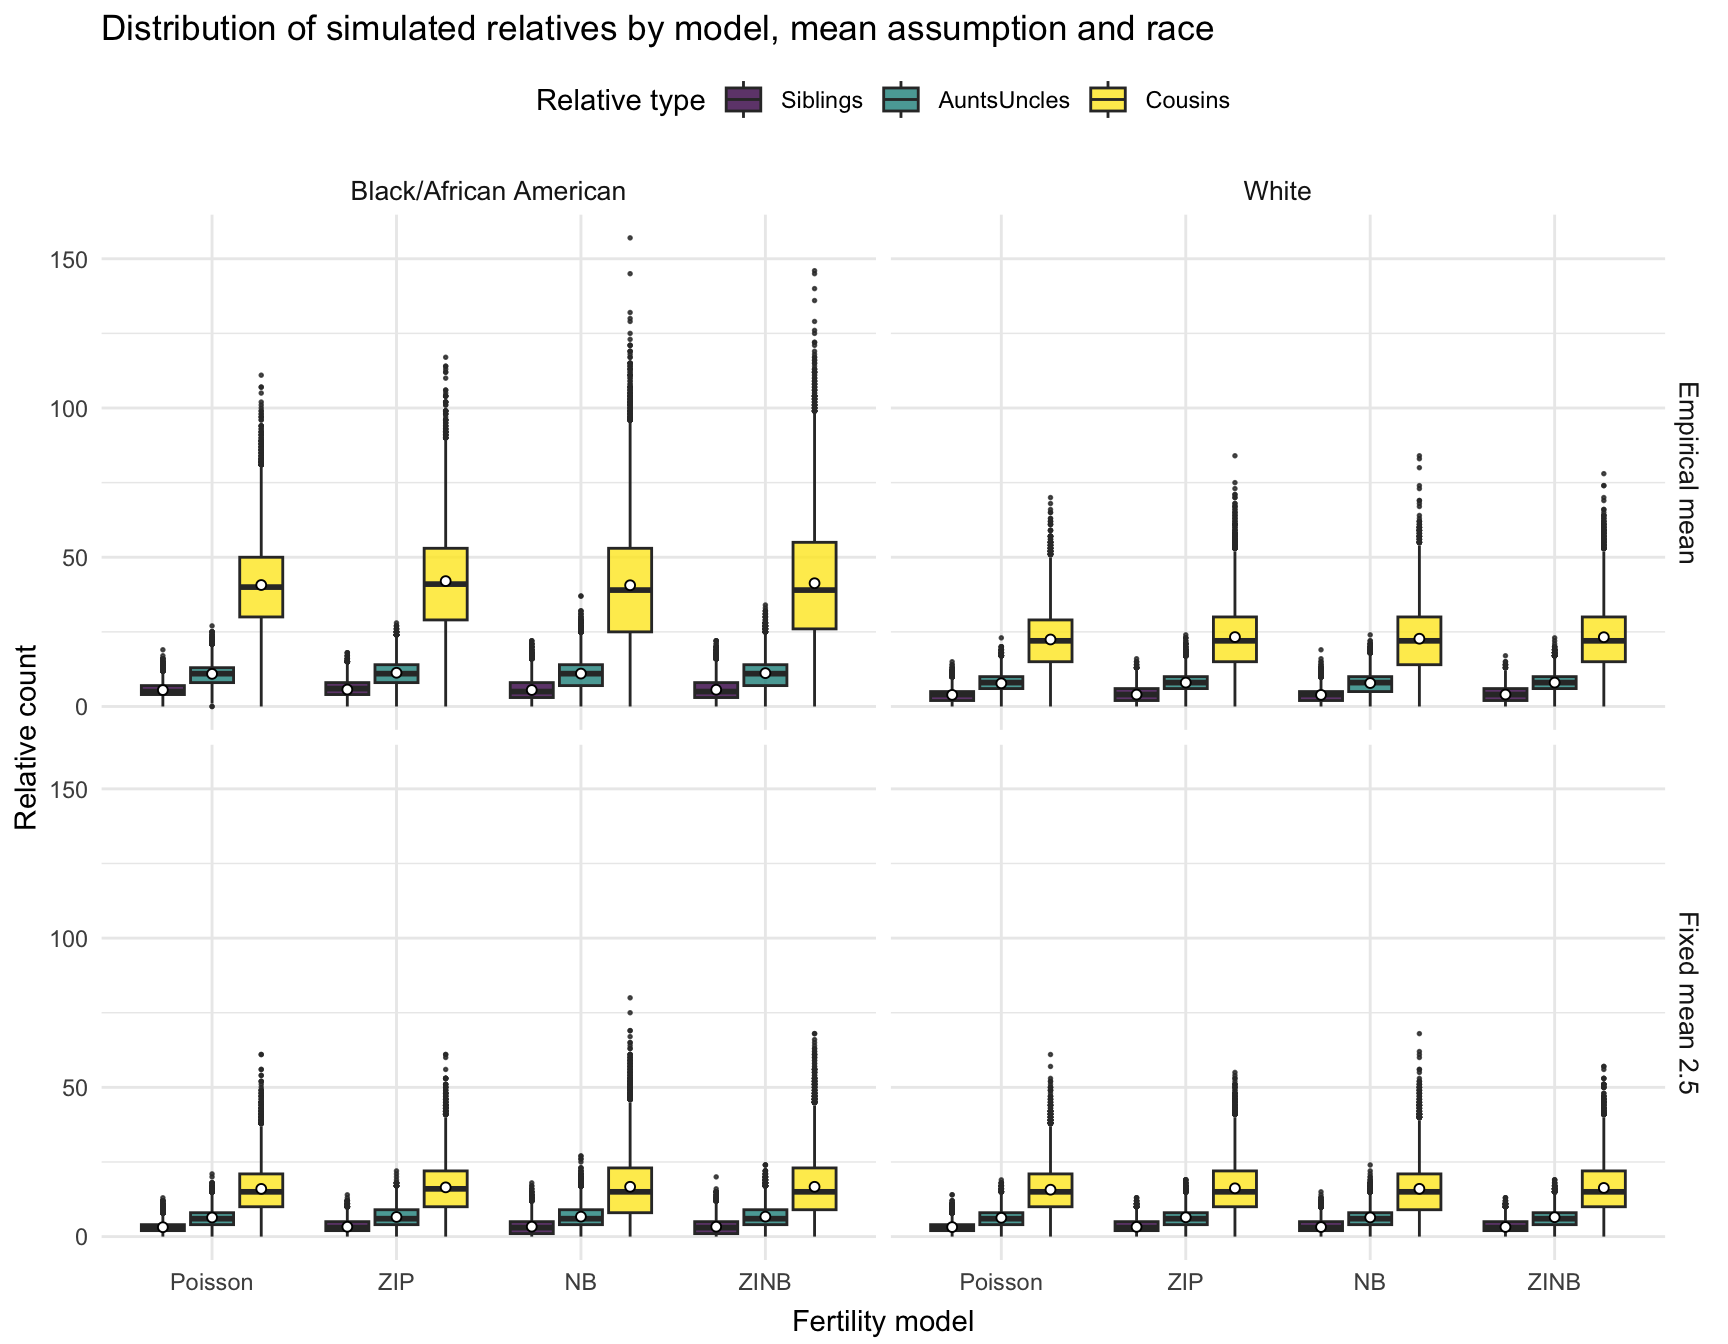 Distribution of simulated relatives by model, mean assumption and race
Relative type Siblings AuntsUncles Cousins
Black/African American White
150
100
50
0
Empirical mean
150
100
50
0
Fixed mean 2.5
Relative count
Poisson ZIP NB ZINB Poisson ZIP NB ZINB
Fertility model